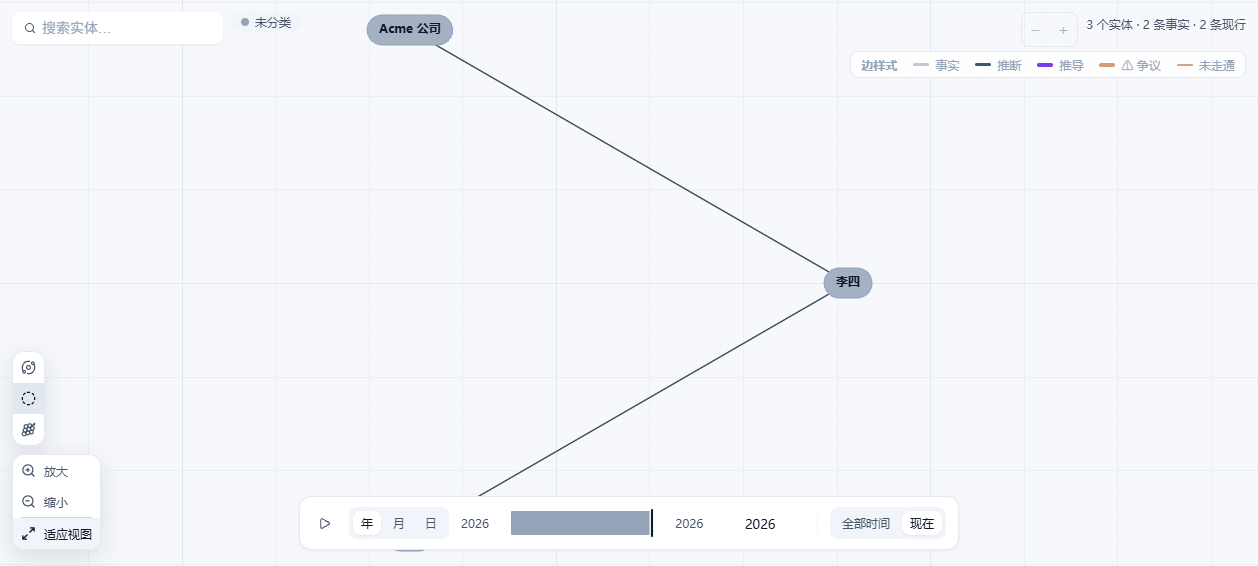 搜索实体…
未分类
Acme 公司
− +
3 个实体 · 2 条事实 · 2 条现行
边样式 事实 推断 推导 ⚠ 争议 未走通
李四
放大
缩小
适应视图
年 月 日 2026 2026 2026 全部时间 现在